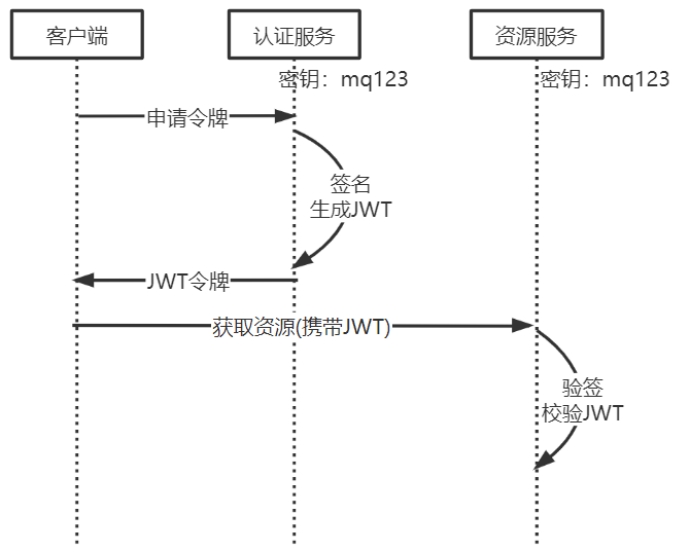 客户端
认证服务
资源服务
密钥：mq123
密钥：mq123
申请令牌
签名
生成JWT
JWT令牌
获取资源(携带JWT)
验签
校验JWT